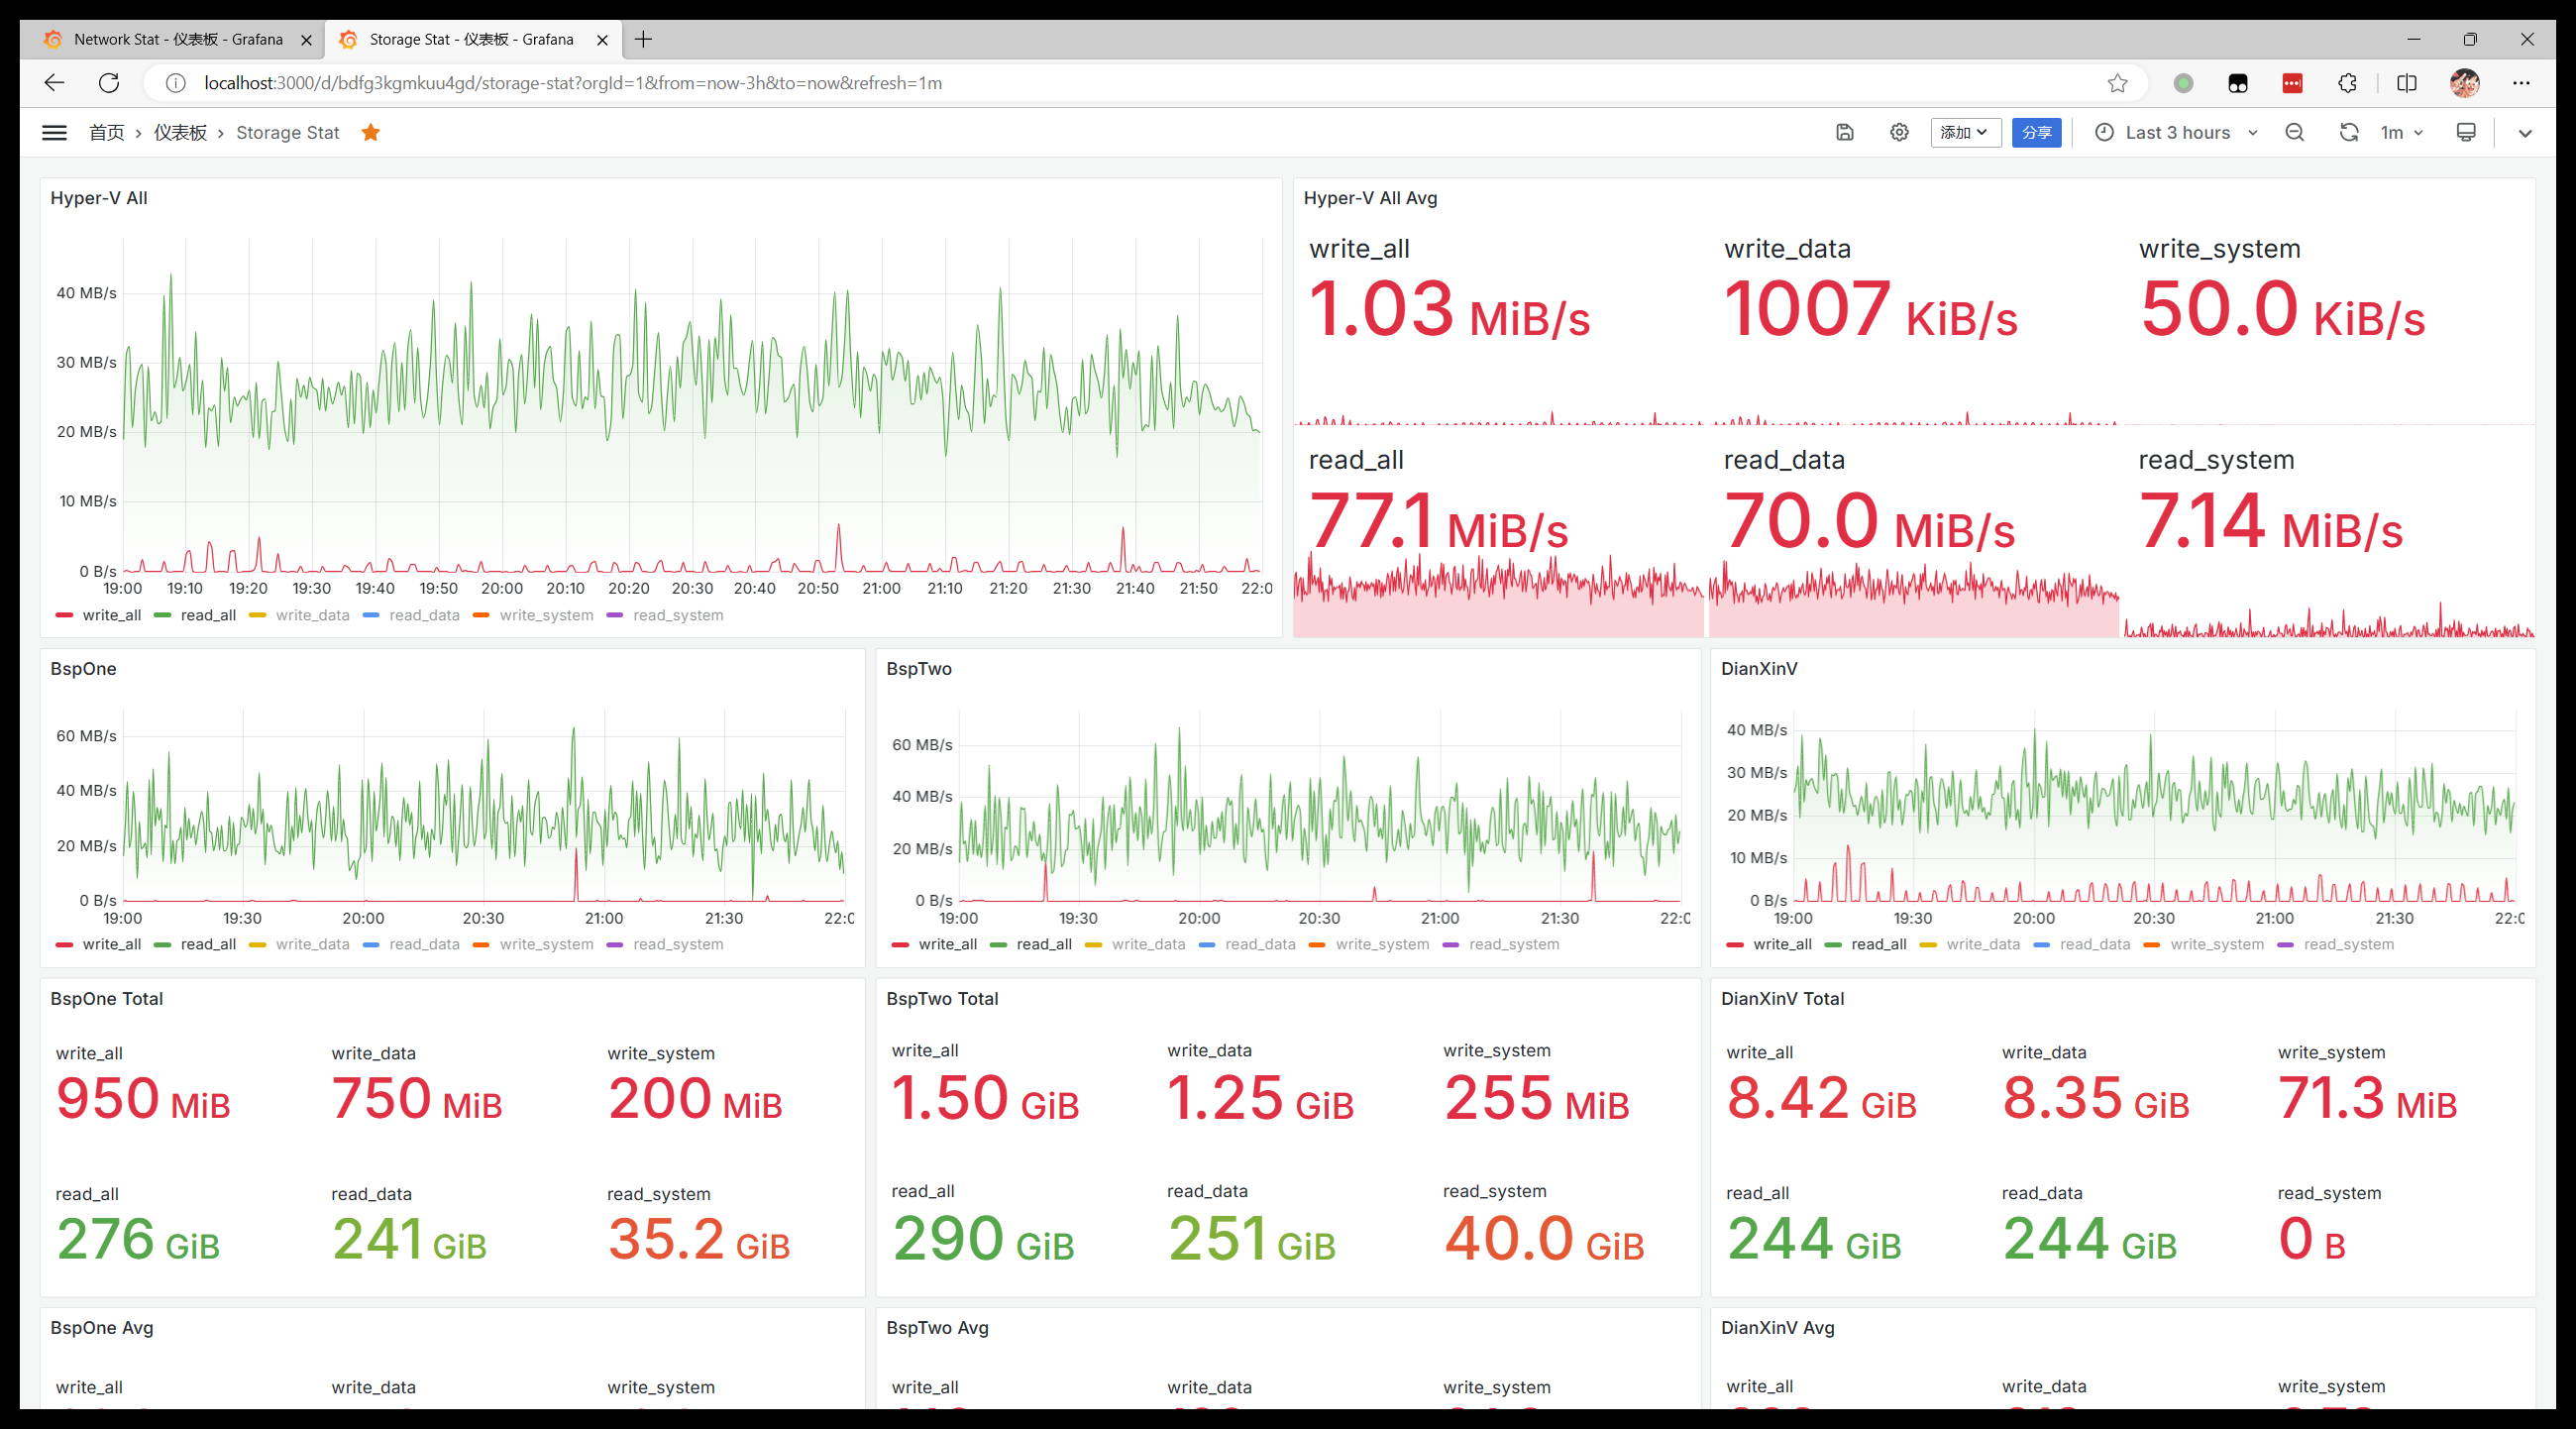 Network Stat - 仪表板 - Grafana
Storage Stat - 仪表板 - Grafana
localhost:3000/d/bdfg3kgmkuu4gd/storage-stat?orgId=1&from=now-3h&to=now&refresh=1m
首页 › 仪表板 › Storage Stat
添加
分享
Last 3 hours
1m
Hyper-V All
40 MB/s
30 MB/s
20 MB/s
10 MB/s
0 B/s
19:00 19:10 19:20 19:30 19:40 19:50 20:00 20:10 20:20 20:30 20:40 20:50 21:00 21:10 21:20 21:30 21:40 21:50 22:0
write_all read_all write_data read_data write_system read_system
Hyper-V All Avg
write_all write_data write_system
1.03 MiB/s 1007 KiB/s 50.0 KiB/s
read_all read_data read_system
77.1 MiB/s 70.0 MiB/s 7.14 MiB/s
BspOne
60 MB/s
40 MB/s
20 MB/s
0 B/s
19:00 19:30 20:00 20:30 21:00 21:30 22:0
write_all read_all write_data read_data write_system read_system
BspTwo
60 MB/s
40 MB/s
20 MB/s
0 B/s
19:00 19:30 20:00 20:30 21:00 21:30 22:0
write_all read_all write_data read_data write_system read_system
DianXinV
40 MB/s
30 MB/s
20 MB/s
10 MB/s
0 B/s
19:00 19:30 20:00 20:30 21:00 21:30 22:0
write_all read_all write_data read_data write_system read_system
BspOne Total
write_all write_data write_system
950 MiB 750 MiB 200 MiB
read_all read_data read_system
276 GiB 241 GiB 35.2 GiB
BspTwo Total
write_all write_data write_system
1.50 GiB 1.25 GiB 255 MiB
read_all read_data read_system
290 GiB 251 GiB 40.0 GiB
DianXinV Total
write_all write_data write_system
8.42 GiB 8.35 GiB 71.3 MiB
read_all read_data read_system
244 GiB 244 GiB 0 B
BspOne Avg
write_all write_data write_system
BspTwo Avg
write_all write_data write_system
DianXinV Avg
write_all write_data write_system